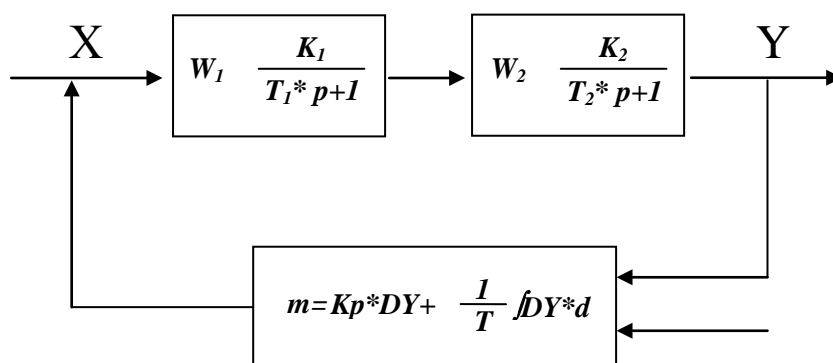 X
Y
W₁ K₁ / T₁* p+1
W₂ K₂ / T₂* p+1
m=Kp*DY+ 1/T ∫DY*d